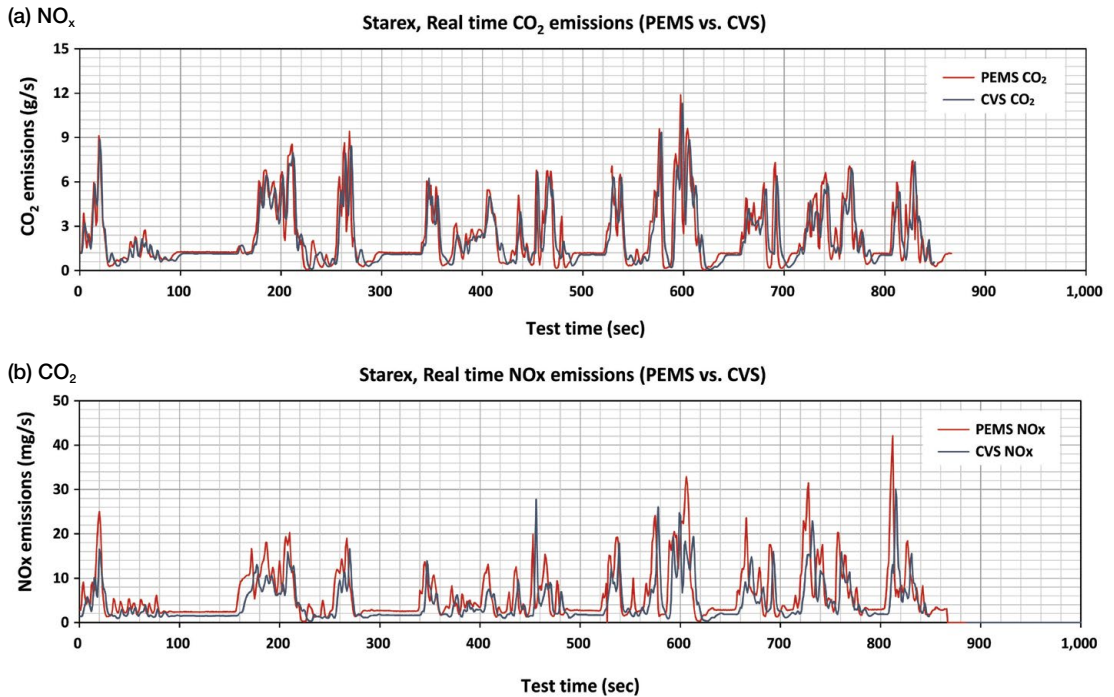 (a) NOx
Starex, Real time CO2 emissions (PEMS vs. CVS)
15
12
9
6
3
0
CO2 emissions (g/s)
PEMS CO2
CVS CO2
0 100 200 300 400 500 600 700 800 900 1,000
Test time (sec)
(b) CO2
Starex, Real time NOx emissions (PEMS vs. CVS)
50
40
30
20
10
0
NOx emissions (mg/s)
PEMS NOx
CVS NOx
0 100 200 300 400 500 600 700 800 900 1,000
Test time (sec)